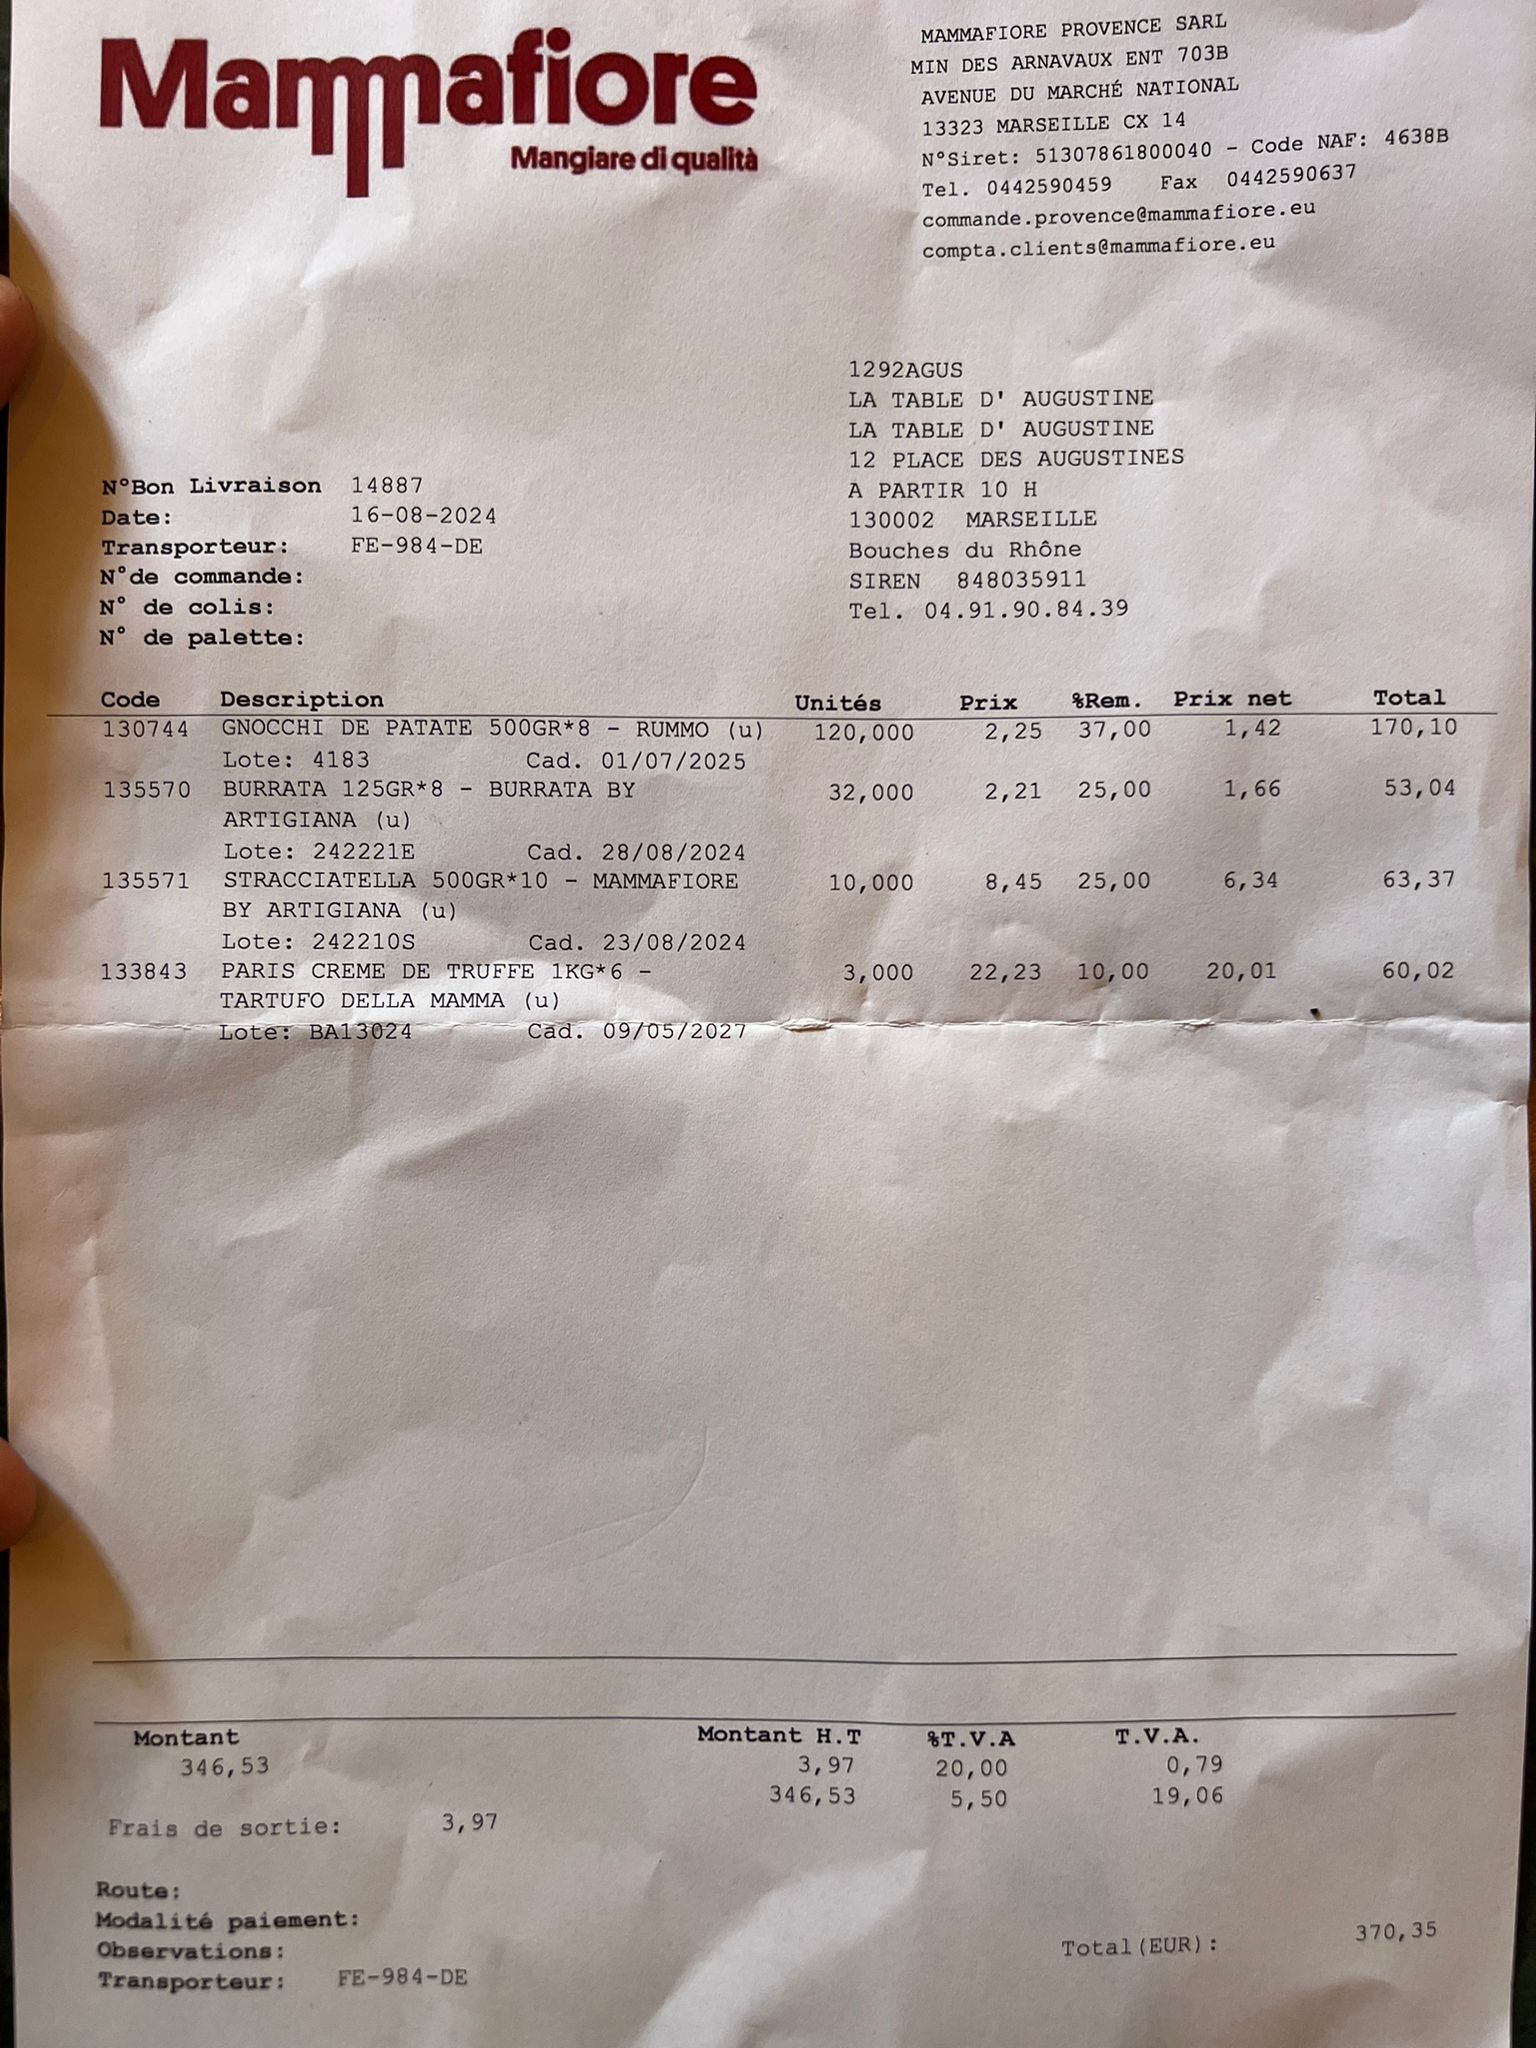 Mammafiore
Mangiare di qualità
MAMMAFIORE PROVENCE SARL
MIN DES ARNAVAUX ENT 703B
AVENUE DU MARCHÉ NATIONAL
13323 MARSEILLE CX 14
N°Siret: 51307861800040 - Code NAF: 4638B
Tel. 0442590459 Fax 0442590637
commande.provence@mammafiore.eu
compta.clients@mammafiore.eu
1292AGUS
LA TABLE D' AUGUSTINE
LA TABLE D' AUGUSTINE
12 PLACE DES AUGUSTINES
A PARTIR 10 H
130002 MARSEILLE
Bouches du Rhône
SIREN 848035911
Tel. 04.91.90.84.39
N°Bon Livraison 14887
Date: 16-08-2024
Transporteur: FE-984-DE
N°de commande:
N° de colis:
N° de palette:
Code Description Unités Prix %Rem. Prix net Total
130744 GNOCCHI DE PATATE 500GR*8 - RUMMO (u) 120,000 2,25 37,00 1,42 170,10
Lote: 4183 Cad. 01/07/2025
135570 BURRATA 125GR*8 - BURRATA BY 32,000 2,21 25,00 1,66 53,04
ARTIGIANA (u)
Lote: 242221E Cad. 28/08/2024
135571 STRACCIATELLA 500GR*10 - MAMMAFIORE 10,000 8,45 25,00 6,34 63,37
BY ARTIGIANA (u)
Lote: 242210S Cad. 23/08/2024
133843 PARIS CREME DE TRUFFE 1KG*6 - 3,000 22,23 10,00 20,01 60,02
TARTUFO DELLA MAMMA (u)
Lote: BA13024 Cad. 09/05/2027
Montant Montant H.T %T.V.A T.V.A.
346,53 3,97 20,00 0,79
346,53 5,50 19,06
Frais de sortie: 3,97
Route:
Modalité paiement:
Observations:
Total(EUR): 370,35
Transporteur: FE-984-DE